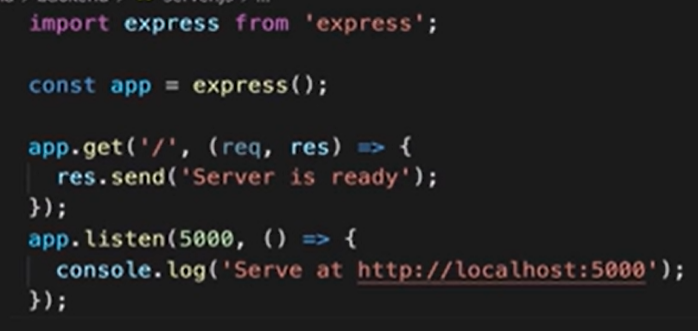 import express from 'express';
const app = express();
app.get('/', (req, res) => {
res.send('Server is ready');
});
app.listen(5000, () => {
console.log('Serve at http://localhost:5000');
});